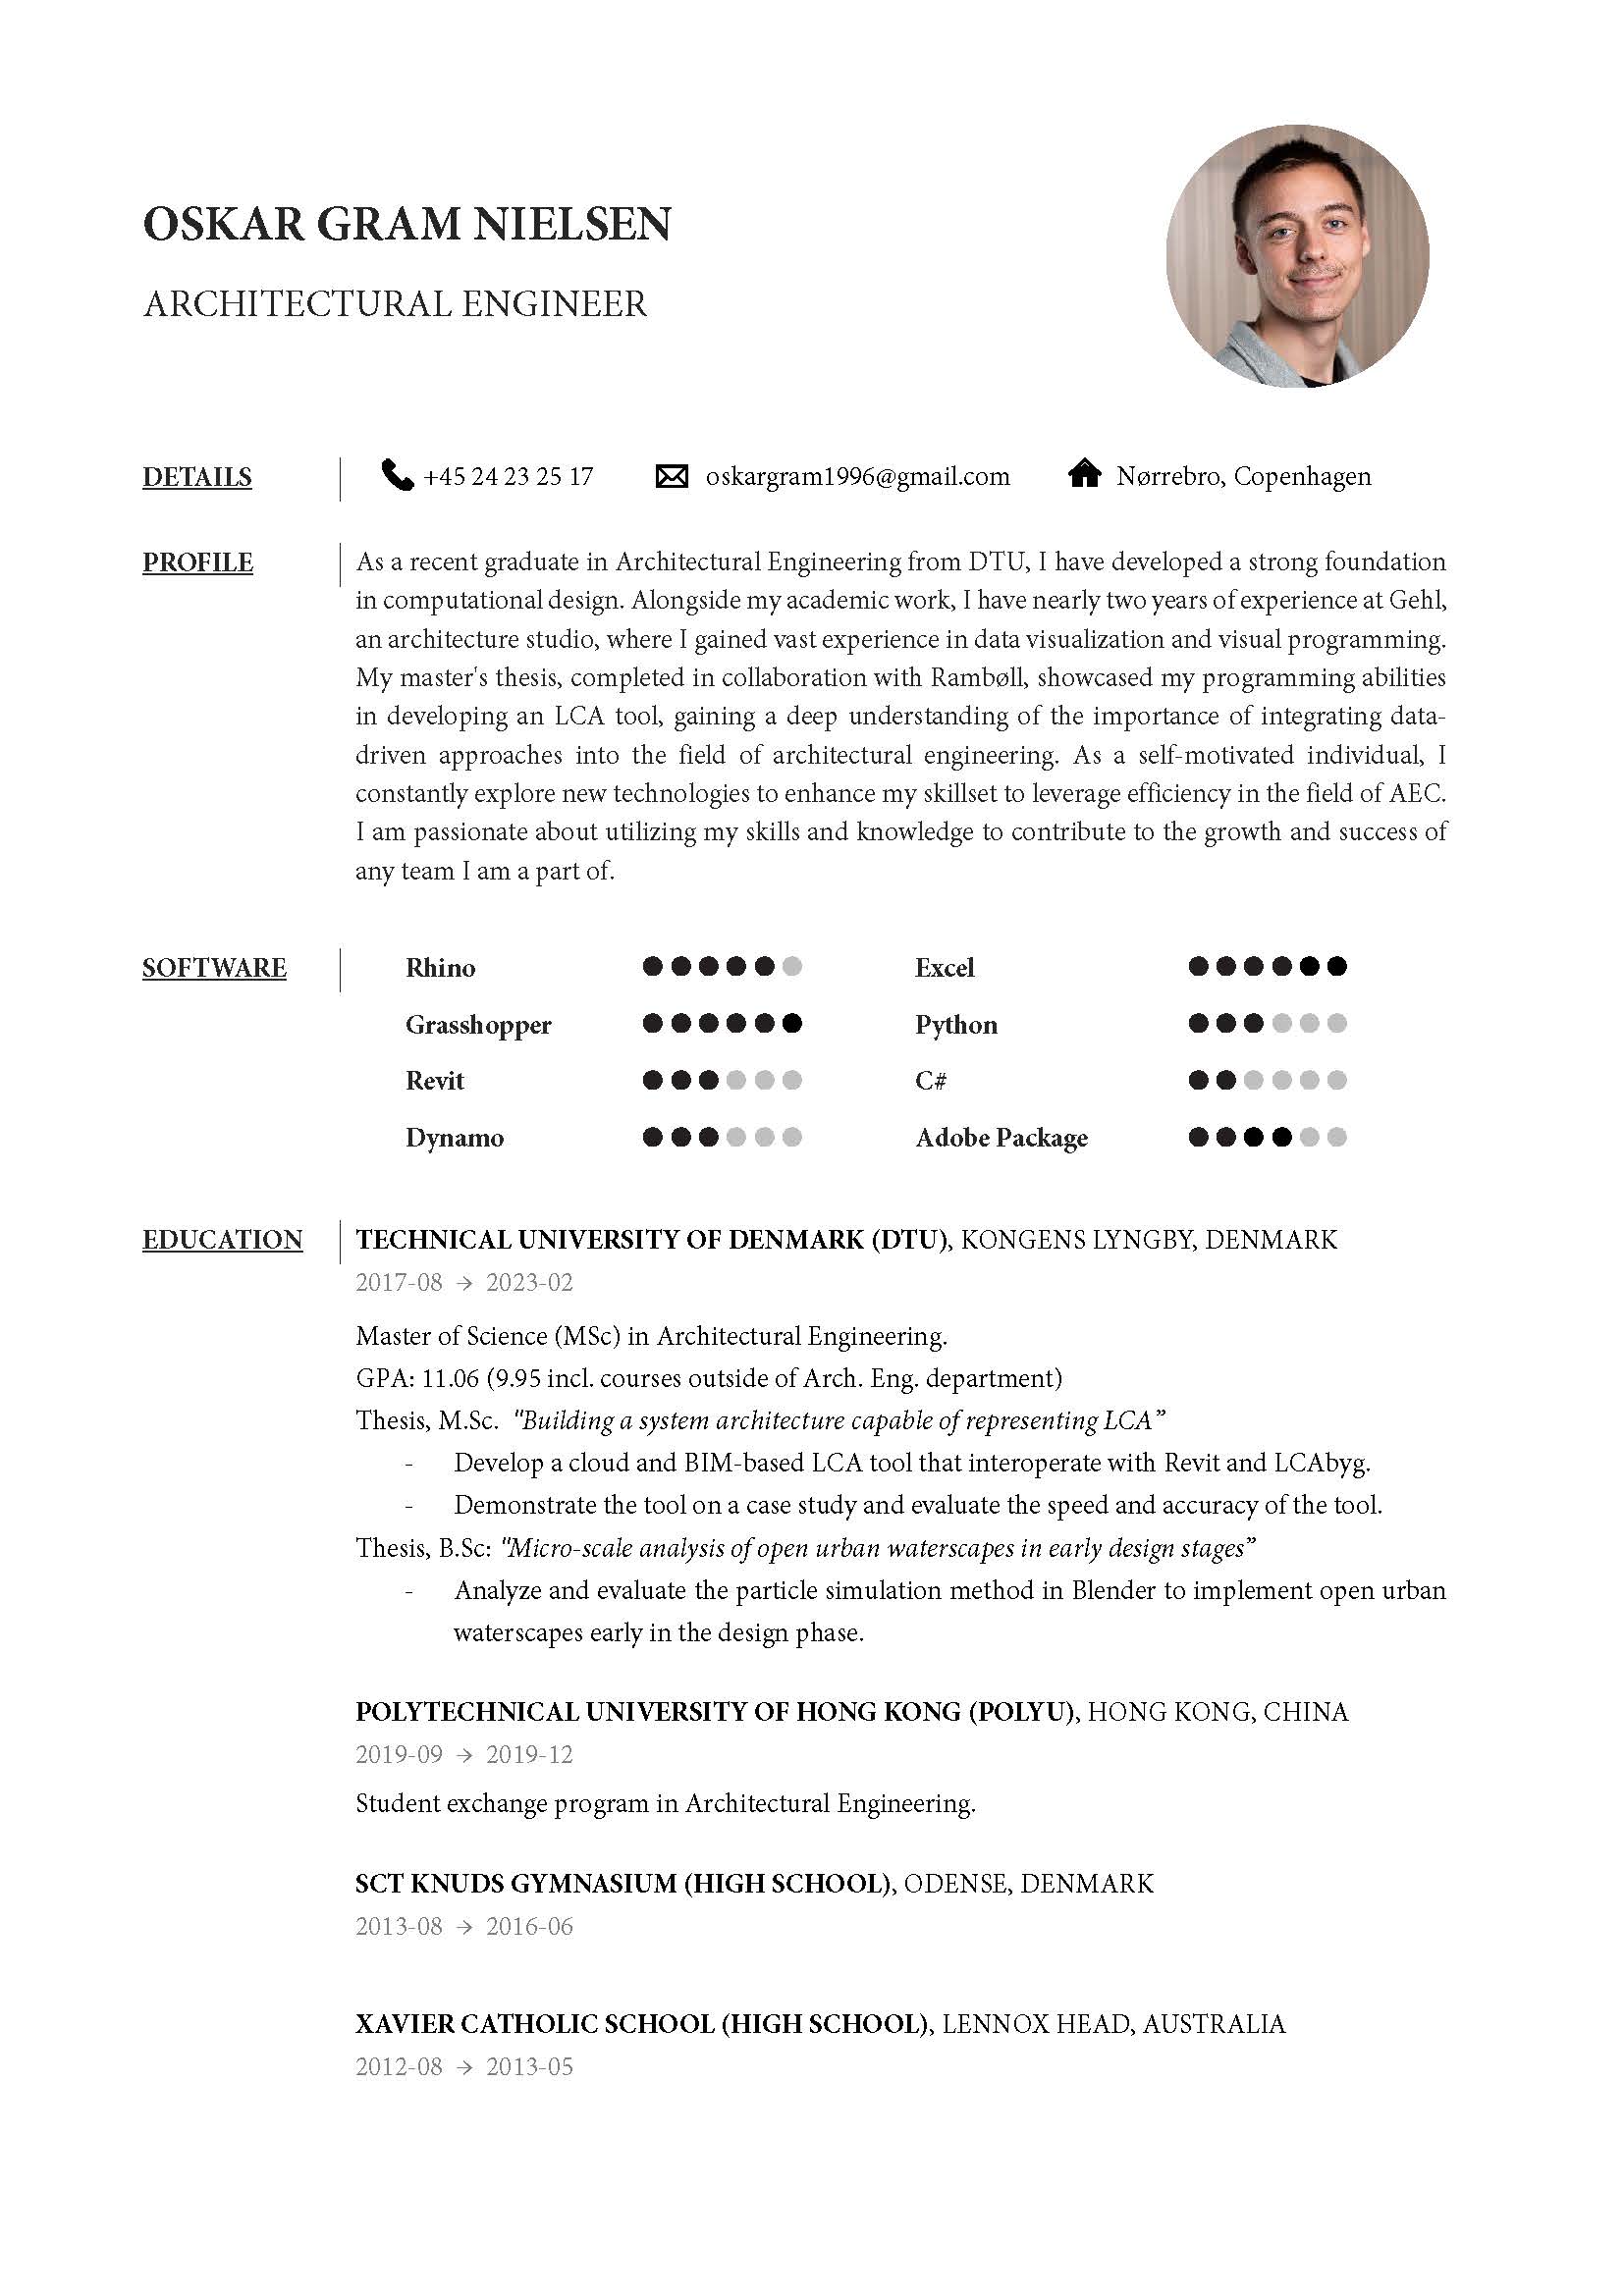 OSKAR GRAM NIELSEN
ARCHITECTURAL ENGINEER
DETAILS
+45 24 23 25 17
oskargram1996@gmail.com
Nørrebro, Copenhagen
PROFILE
As a recent graduate in Architectural Engineering from DTU, I have developed a strong foundation
in computational design. Alongside my academic work, I have nearly two years of experience at Gehl,
an architecture studio, where I gained vast experience in data visualization and visual programming.
My master's thesis, completed in collaboration with Rambøll, showcased my programming abilities
in developing an LCA tool, gaining a deep understanding of the importance of integrating data-
driven approaches into the field of architectural engineering. As a self-motivated individual, I
constantly explore new technologies to enhance my skillset to leverage efficiency in the field of AEC.
I am passionate about utilizing my skills and knowledge to contribute to the growth and success of
any team I am a part of.
SOFTWARE
Rhino
Excel
Grasshopper
Python
Revit
C#
Dynamo
Adobe Package
EDUCATION
TECHNICAL UNIVERSITY OF DENMARK (DTU), KONGENS LYNGBY, DENMARK
2017-08 → 2023-02
Master of Science (MSc) in Architectural Engineering.
GPA: 11.06 (9.95 incl. courses outside of Arch. Eng. department)
Thesis, M.Sc. "Building a system architecture capable of representing LCA”
- Develop a cloud and BIM-based LCA tool that interoperate with Revit and LCAbyg.
- Demonstrate the tool on a case study and evaluate the speed and accuracy of the tool.
Thesis, B.Sc: "Micro-scale analysis of open urban waterscapes in early design stages”
- Analyze and evaluate the particle simulation method in Blender to implement open urban
waterscapes early in the design phase.
POLYTECHNICAL UNIVERSITY OF HONG KONG (POLYU), HONG KONG, CHINA
2019-09 → 2019-12
Student exchange program in Architectural Engineering.
SCT KNUDS GYMNASIUM (HIGH SCHOOL), ODENSE, DENMARK
2013-08 → 2016-06
XAVIER CATHOLIC SCHOOL (HIGH SCHOOL), LENNOX HEAD, AUSTRALIA
2012-08 → 2013-05